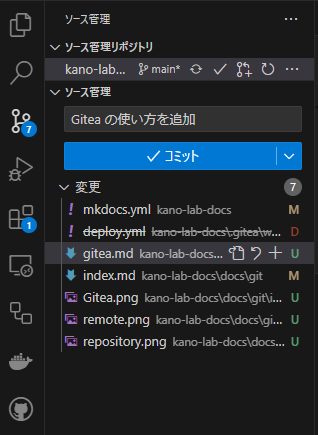 ソース管理
ソース管理リポジトリ
kano-lab... main*
ソース管理
Gitea の使い方を追加
コミット
変更 7
mkdocs.yml kano-lab-docs M
deploy.yml kano-lab-docs\.gitea\w... D
gitea.md kano-lab-docs... U
index.md kano-lab-docs\docs\git M
Gitea.png kano-lab-docs\docs\git\i... U
remote.png kano-lab-docs\docs\gi... U
repository.png kano-lab-docs\docs... U
7
1